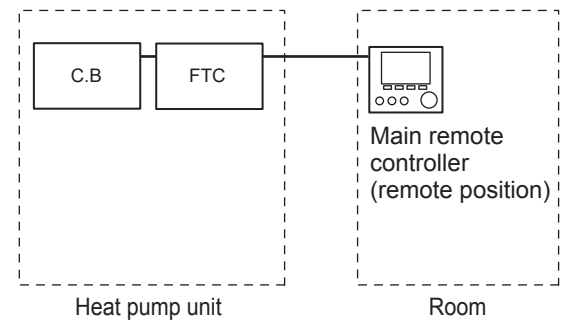 C.B
FTC
Main remote
controller
(remote position)
Heat pump unit
Room